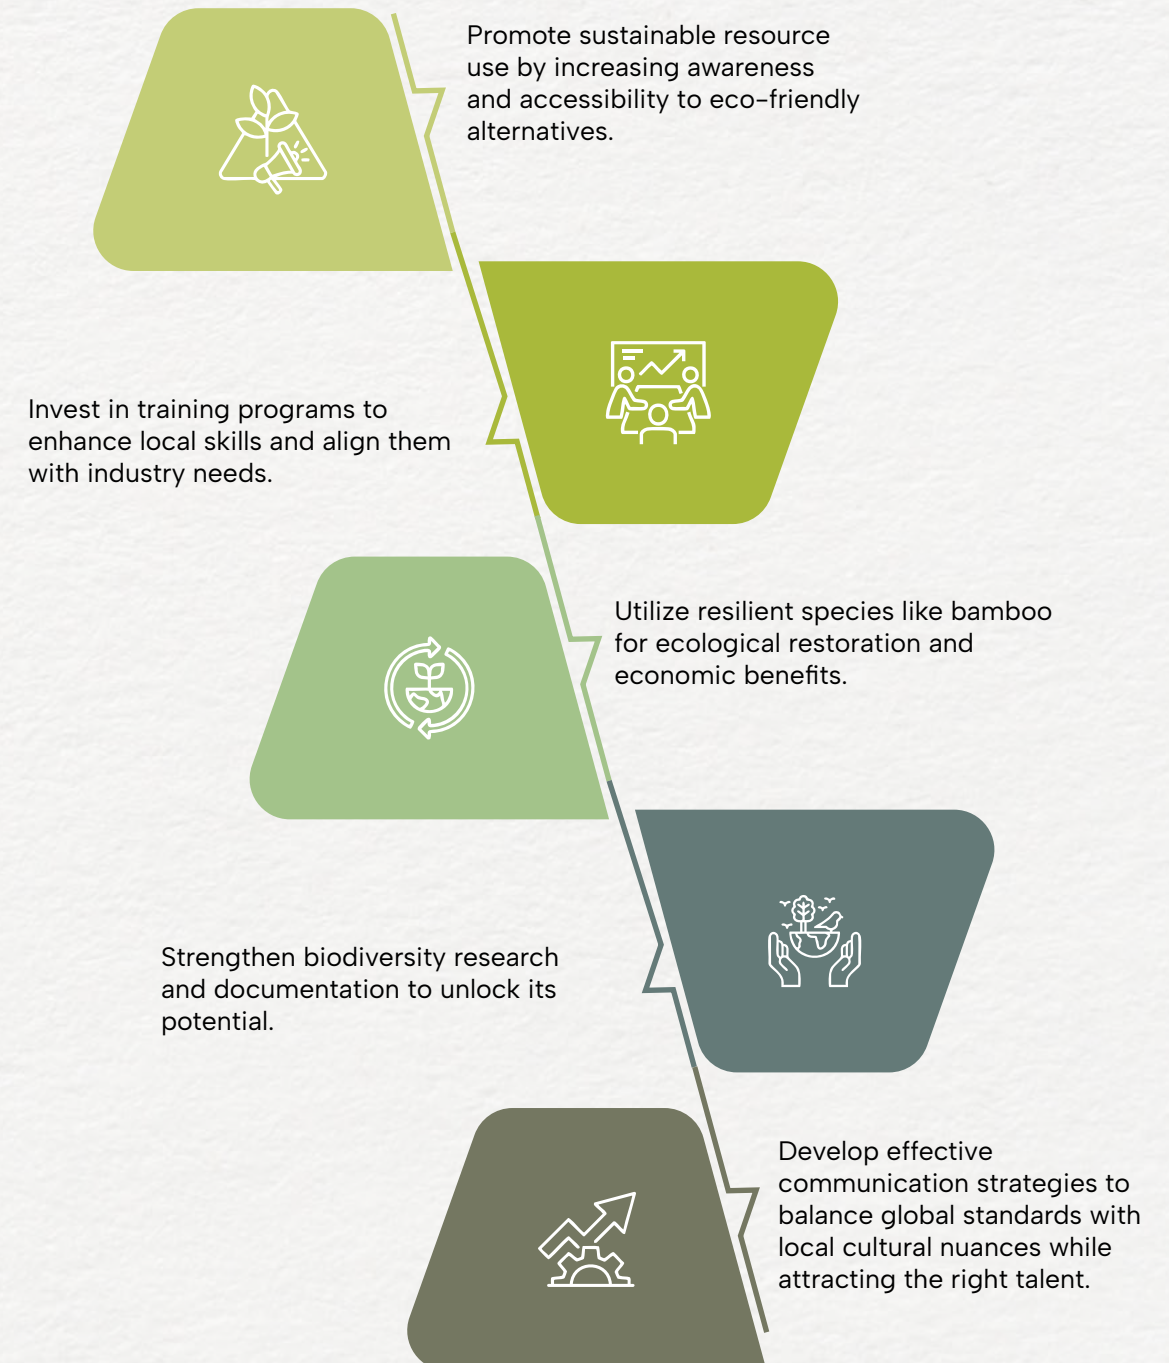 Promote sustainable resource
use by increasing awareness
and accessibility to eco-friendly
alternatives.
Invest in training programs to
enhance local skills and align them
with industry needs.
Utilize resilient species like bamboo
for ecological restoration and
economic benefits.
Strengthen biodiversity research
and documentation to unlock its
potential.
Develop effective
communication strategies to
balance global standards with
local cultural nuances while
attracting the right talent.